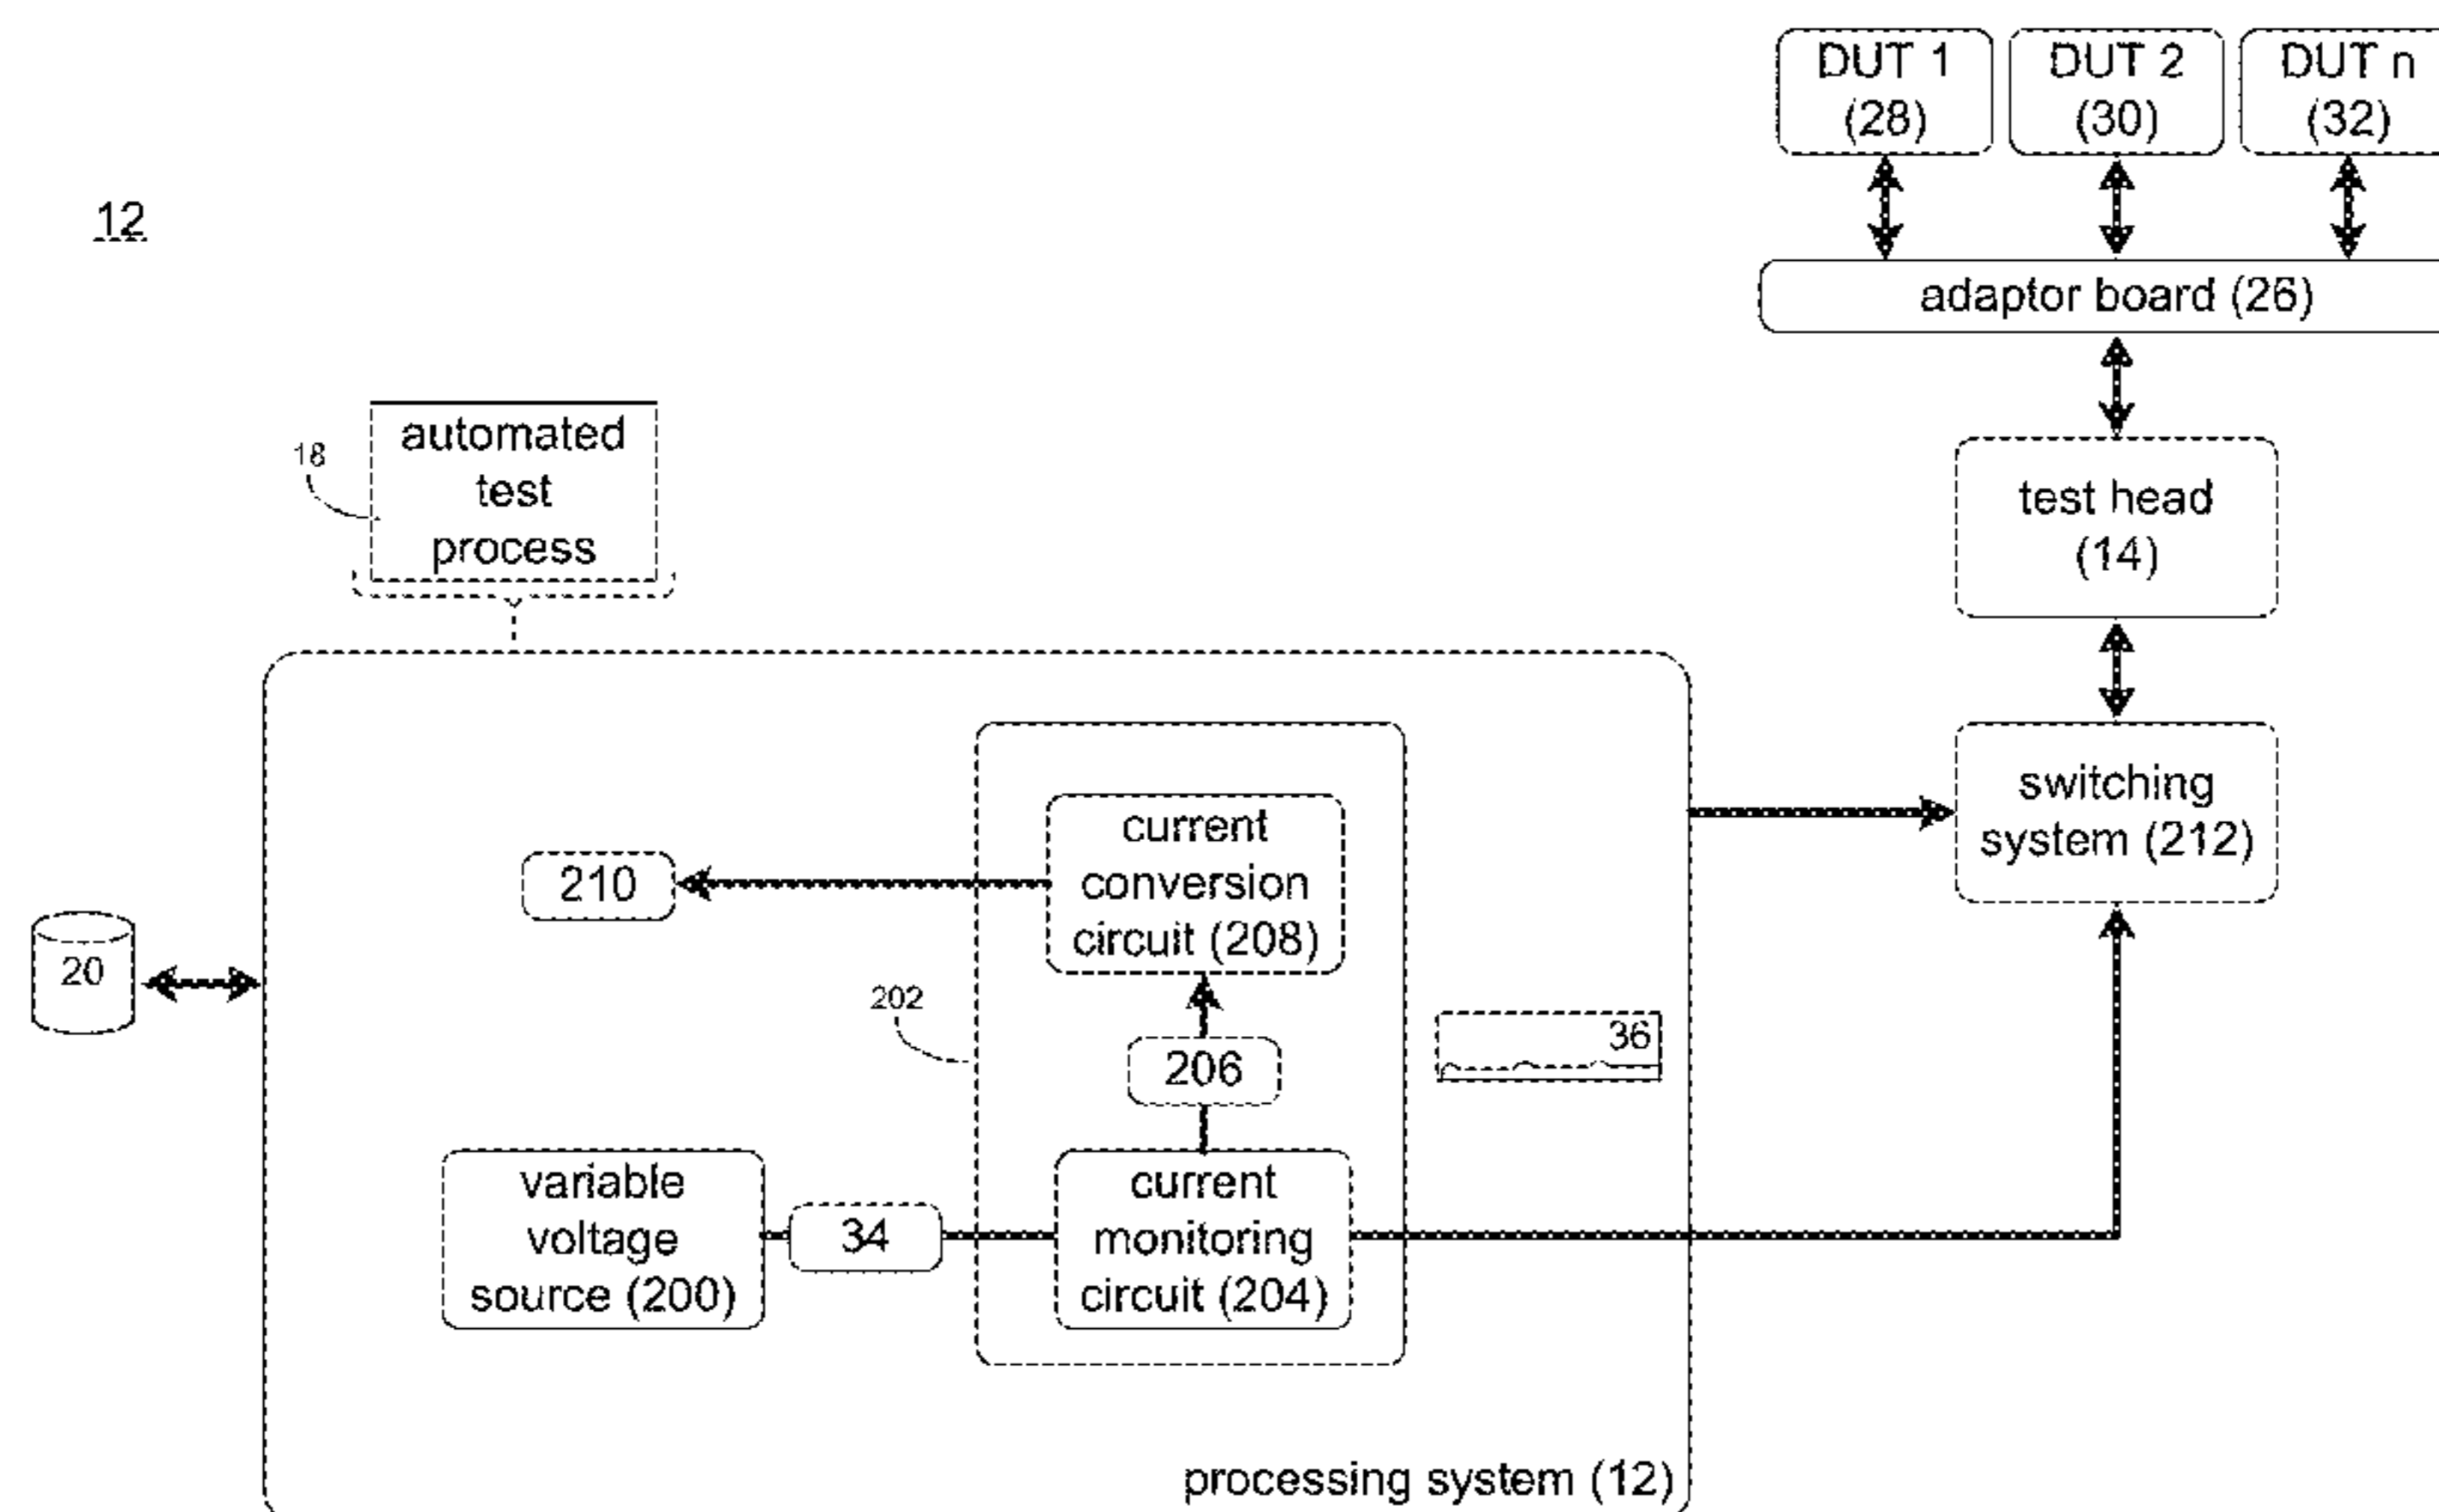 DUT 1
(28)
DUT 2
(30)
DUT n
(32)
12
adaptor board (26)
18
automated
test
process
test head
(14)
switching
system (212)
current
conversion
circuit (208)
210
20
202
206
36
variable
voltage
source (200)
34
current
monitoring
circuit (204)
processing system (12)